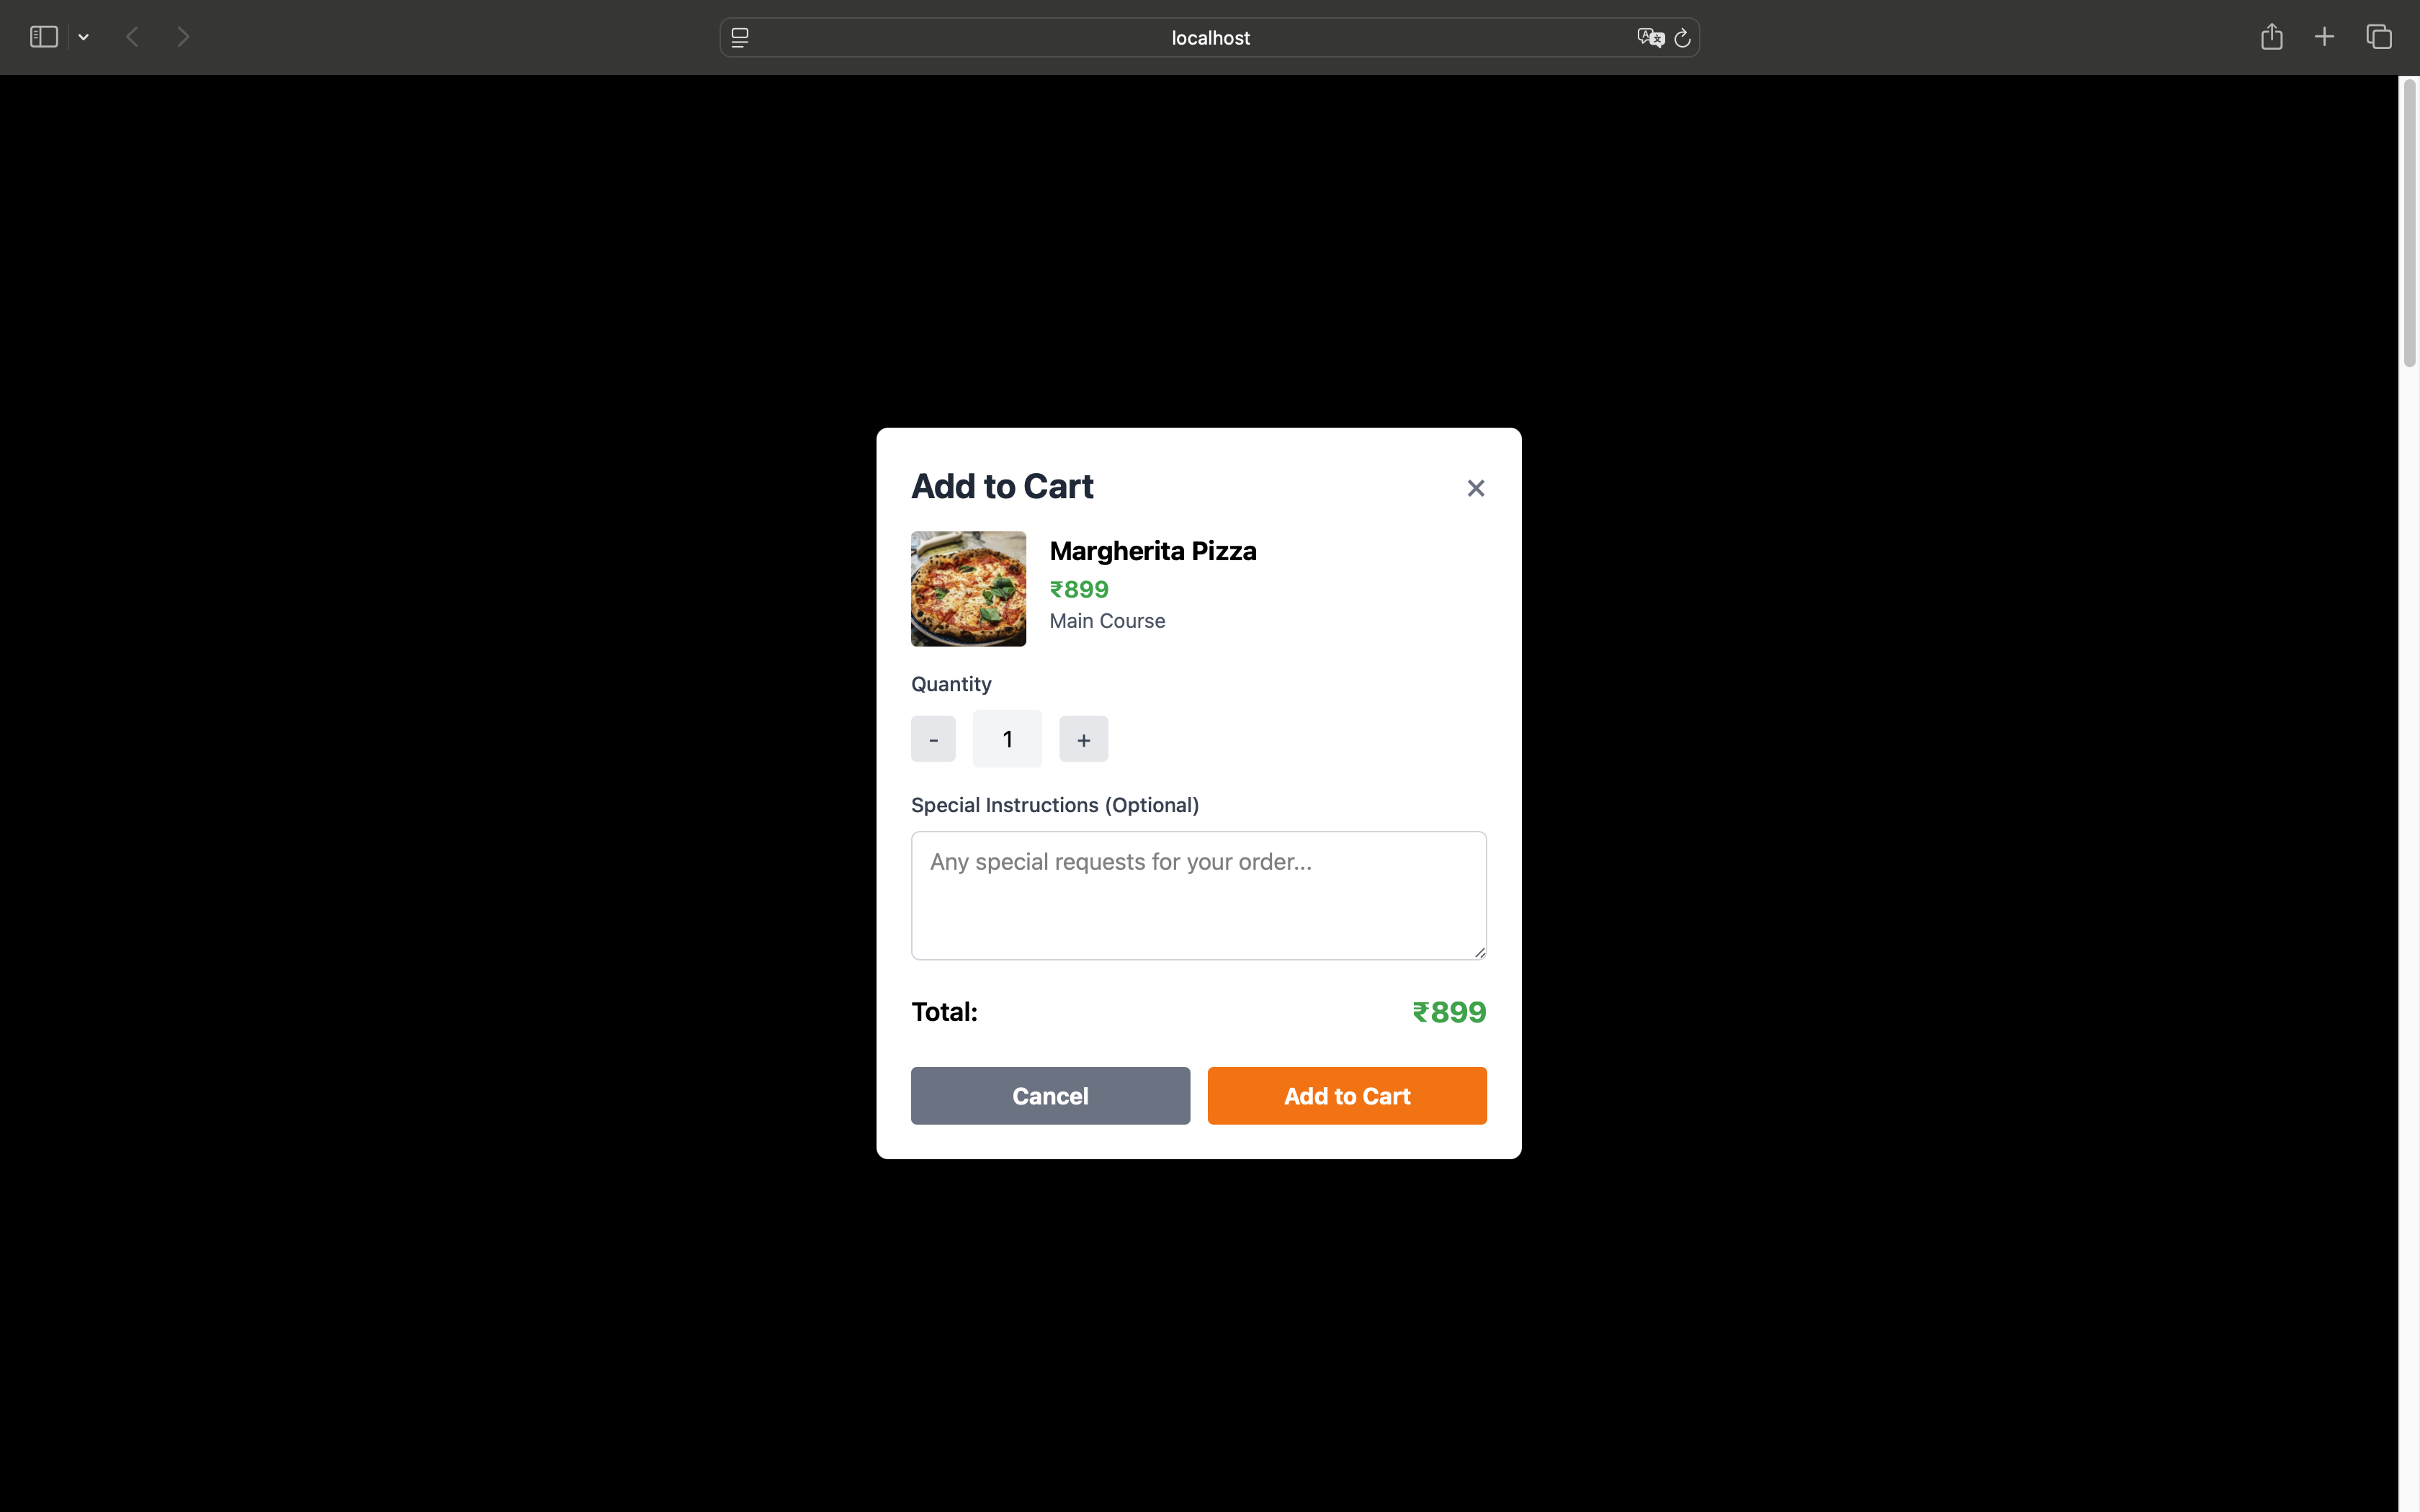 localhost
Add to Cart
Margherita Pizza
₹899
Main Course
Quantity
- 1 +
Special Instructions (Optional)
Any special requests for your order...
Total: ₹899
Cancel Add to Cart